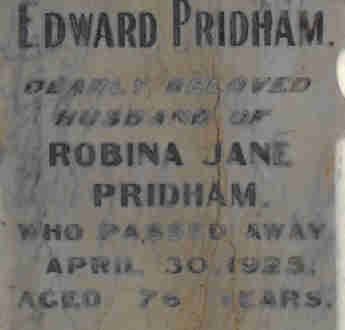 EDWARD PRIDHAM.
DEARLY BELOVED
HUSBAND OF
ROBINA JANE
PRIDHAM.
WHO PASSED AWAY
APRIL 30, 1925.
AGED 76 YEARS.